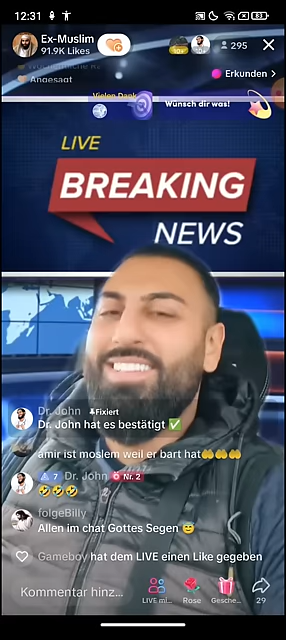 12:31
83
Ex-Muslim
91.9K Likes
295
Angesagt
Erkunden >
Vielen Dank
Wünsch dir was!
LIVE
BREAKING
NEWS
Dr. John Fixiert
Dr. John hat es bestätigt ✅
amir ist moslem weil er bart hat🤲🤲🤲
7 Dr. John Nr. 2
🤣🤣🤣
folgeBilly
Allen im chat Gottes Segen 😇
Gameboy hat dem LIVE einen Like gegeben
Kommentar hinz...
LIVE mi...
Rose
Gesche...
29